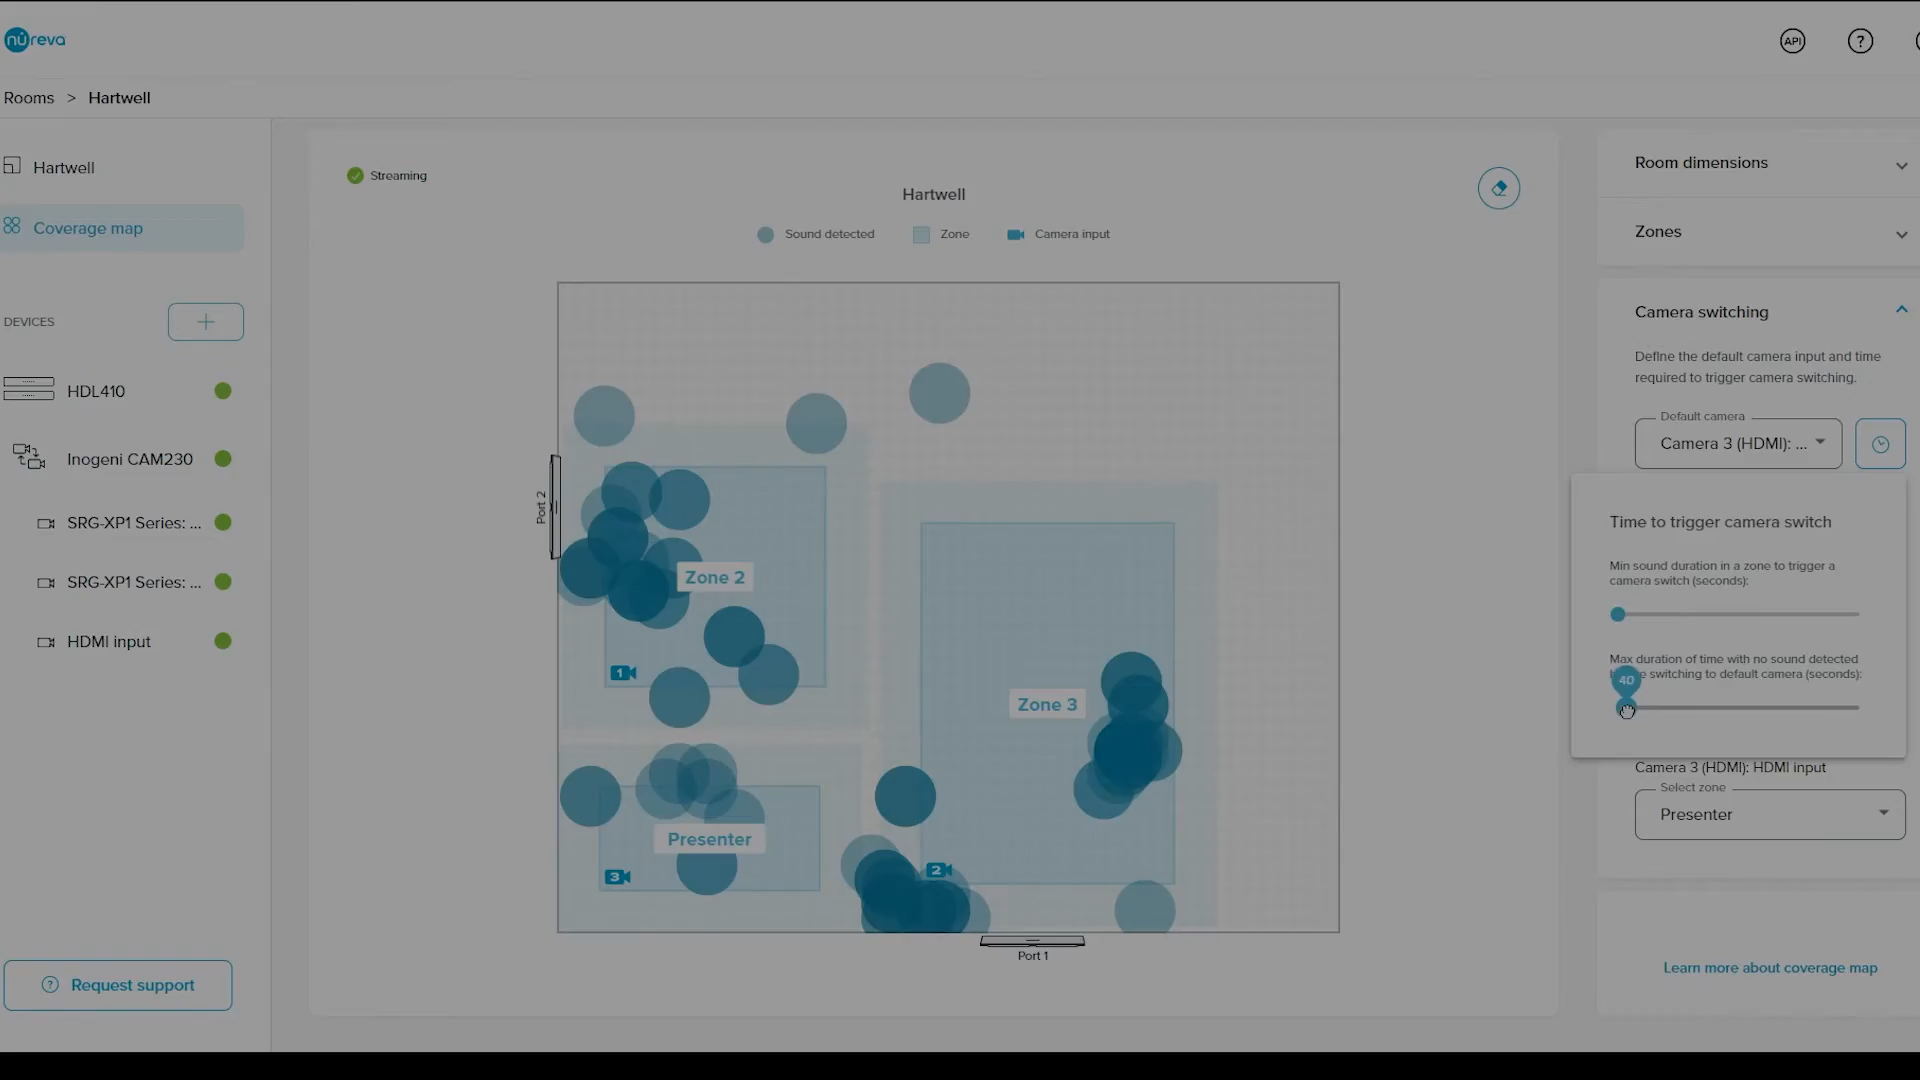 nureva
API
?
Rooms > Hartwell
Hartwell
Coverage map
DEVICES
+
HDL410
Inogeni CAM230
SRG-XP1 Series: ...
SRG-XP1 Series: ...
HDMI input
? Request support
Streaming
Hartwell
Sound detected
Zone
Camera input
Port 2
Zone 2
1
Zone 3
2
Presenter
3
Port 1
Room dimensions
Zones
Camera switching
Define the default camera input and time
required to trigger camera switching.
Default camera
Camera 3 (HDMI): ...
Time to trigger camera switch
Min sound duration in a zone to trigger a
camera switch (seconds):
Max duration of time with no sound detected
switching to default camera (seconds):
40
Camera 3 (HDMI): HDMI input
Select zone
Presenter
Learn more about coverage map